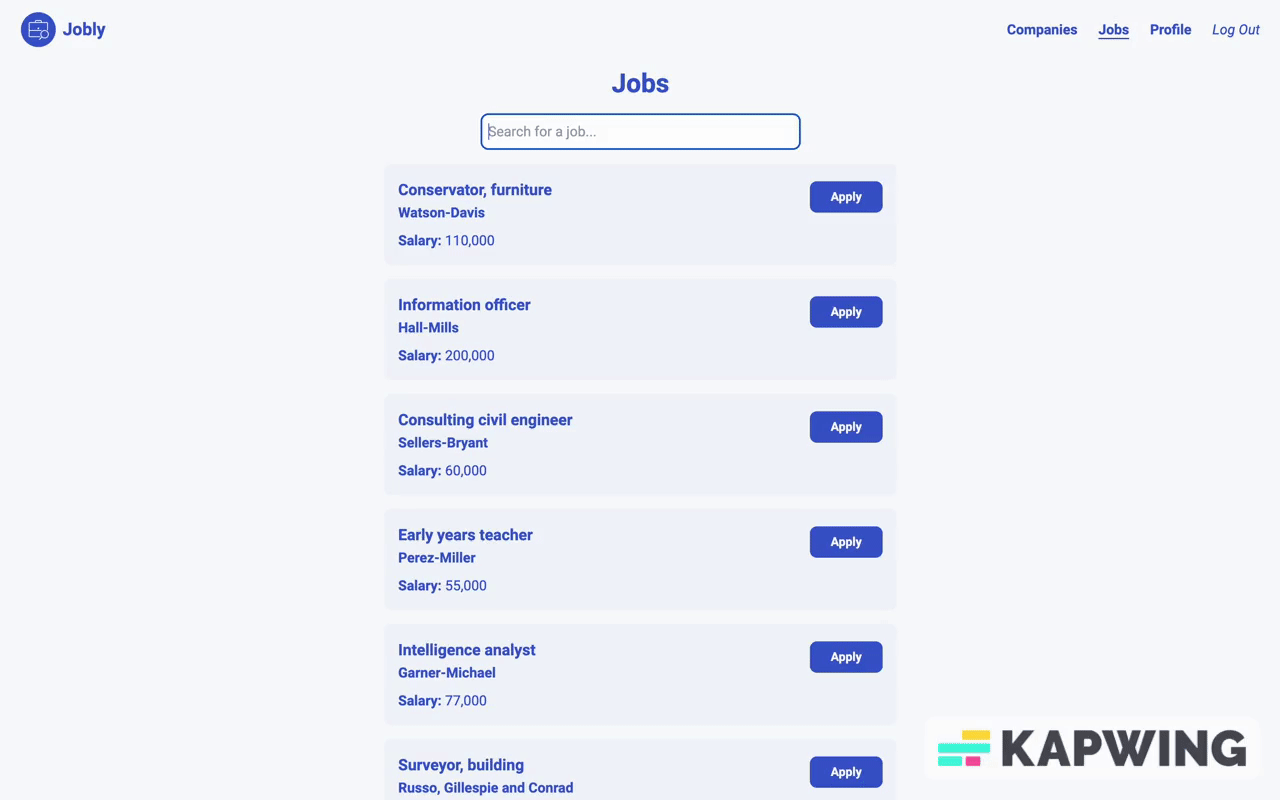 Jobly
Companies Jobs Profile Log Out
Jobs
Search for a job...
Conservator, furniture
Apply
Watson-Davis
Salary: 110,000
Information officer
Apply
Hall-Mills
Salary: 200,000
Consulting civil engineer
Apply
Sellers-Bryant
Salary: 60,000
Early years teacher
Apply
Perez-Miller
Salary: 55,000
Intelligence analyst
Apply
Garner-Michael
Salary: 77,000
Surveyor, building
Apply
Russo, Gillespie and Conrad
KAPWING